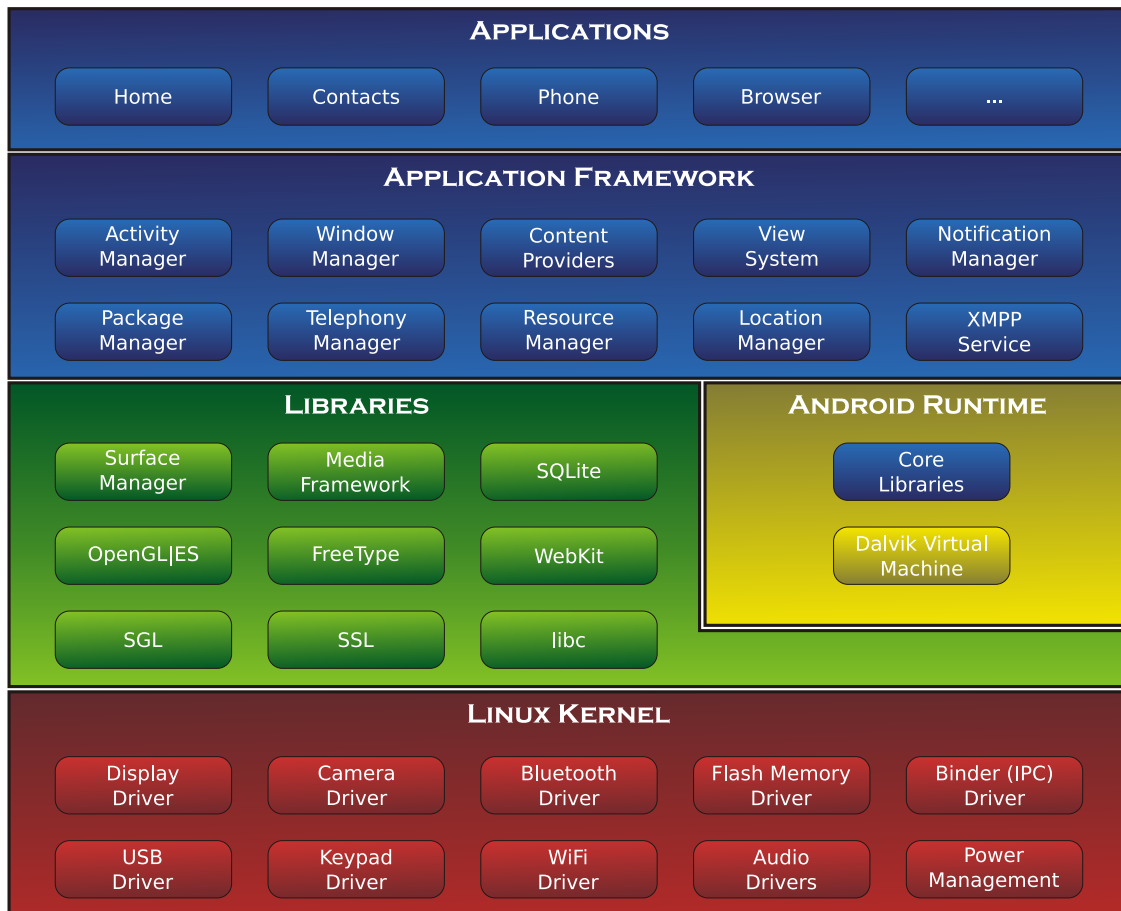 APPLICATIONS
Home
Contacts
Phone
Browser
...
APPLICATION FRAMEWORK
Activity
Manager
Window
Manager
Content
Providers
View
System
Notification
Manager
Package
Manager
Telephony
Manager
Resource
Manager
Location
Manager
XMPP
Service
LIBRARIES
Surface
Manager
Media
Framework
SQLite
OpenGL|ES
FreeType
WebKit
SGL
SSL
libc
ANDROID RUNTIME
Core
Libraries
Dalvik Virtual
Machine
LINUX KERNEL
Display
Driver
Camera
Driver
Bluetooth
Driver
Flash Memory
Driver
Binder (IPC)
Driver
USB
Driver
Keypad
Driver
WiFi
Driver
Audio
Drivers
Power
Management